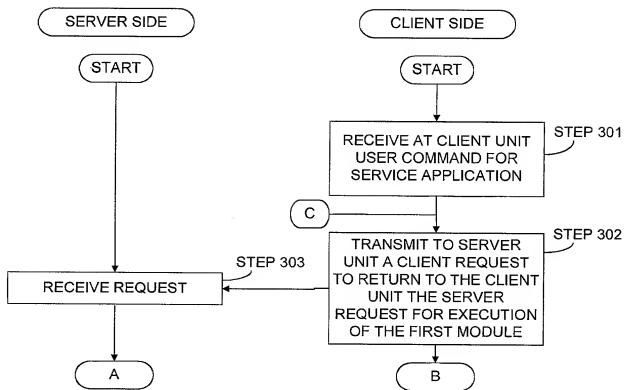 SERVER SIDE
CLIENT SIDE
START
START
RECEIVE AT CLIENT UNIT
USER COMMAND FOR
SERVICE APPLICATION
STEP 301
C
TRANSMIT TO SERVER
UNIT A CLIENT REQUEST
TO RETURN TO THE CLIENT
UNIT THE SERVER
REQUEST FOR EXECUTION
OF THE FIRST MODULE
STEP 302
STEP 303
RECEIVE REQUEST
A
B